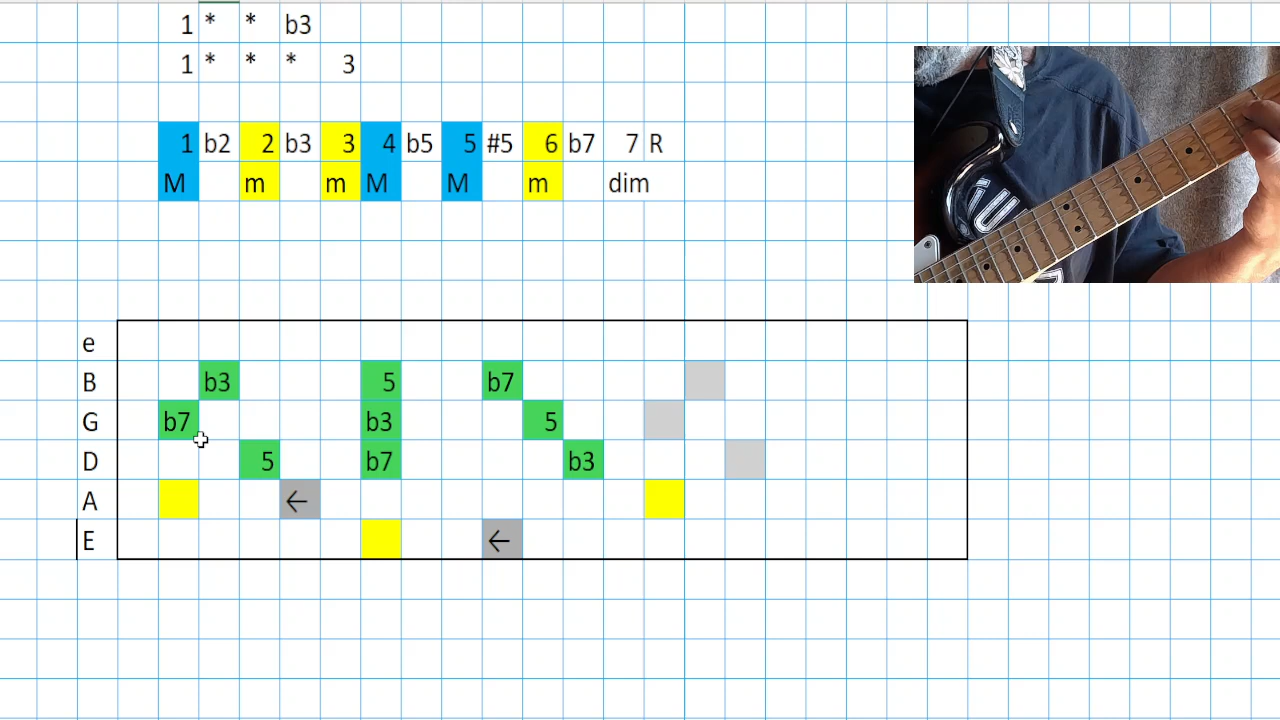 1 * * b3
1 * * * 3
1 b2 2 b3 3 4 b5 5 #5 6 b7 7 R
M m m M M m dim
e
B b3 5 b7
G b7 b3 5
D 5 b7 b3
A ←
E ←